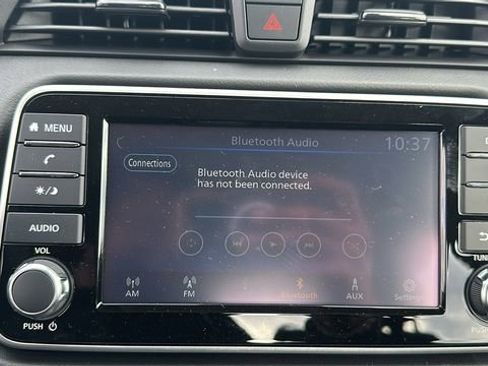 MENU
Bluetooth Audio 10:37
Connections
Bluetooth Audio device
has not been connected.
AUDIO
VOL
TUNE
AM FM Bluetooth AUX Settings
PUSH
PUSH